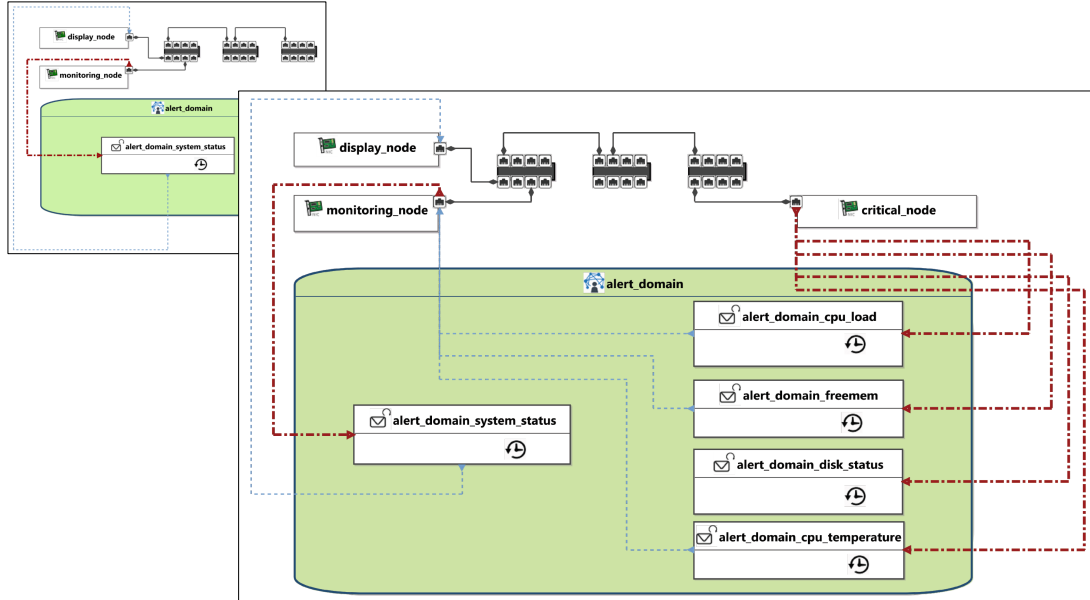 display_node
monitoring_node
alert_domain
alert_domain_system_status
display_node
monitoring_node
critical_node
alert_domain
alert_domain_cpu_load
alert_domain_freemem
alert_domain_system_status
alert_domain_disk_status
alert_domain_cpu_temperature